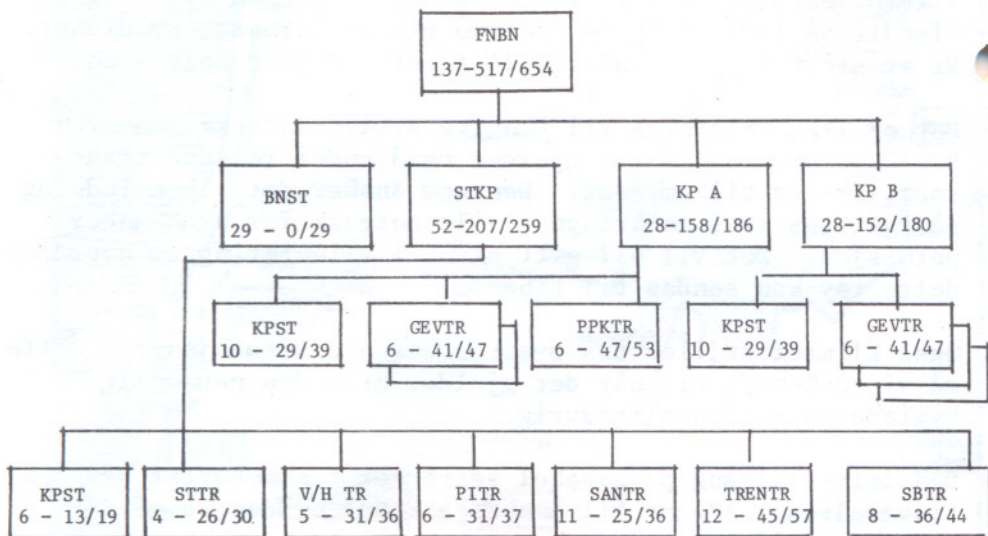 FNBN
137-517/654
BNST STKP KP A KP B
29 - 0/29 52-207/259 28-158/186 28-152/180
KPST GEVTR PPKTR KPST GEVTR
10 - 29/39 6 - 41/47 6 - 47/53 10 - 29/39 6 - 41/47
KPST STTR V/H TR PITR SANTR TRENTR SBTR
6 - 13/19 4 - 26/30 5 - 31/36 6 - 31/37 11 - 25/36 12 - 45/57 8 - 36/44